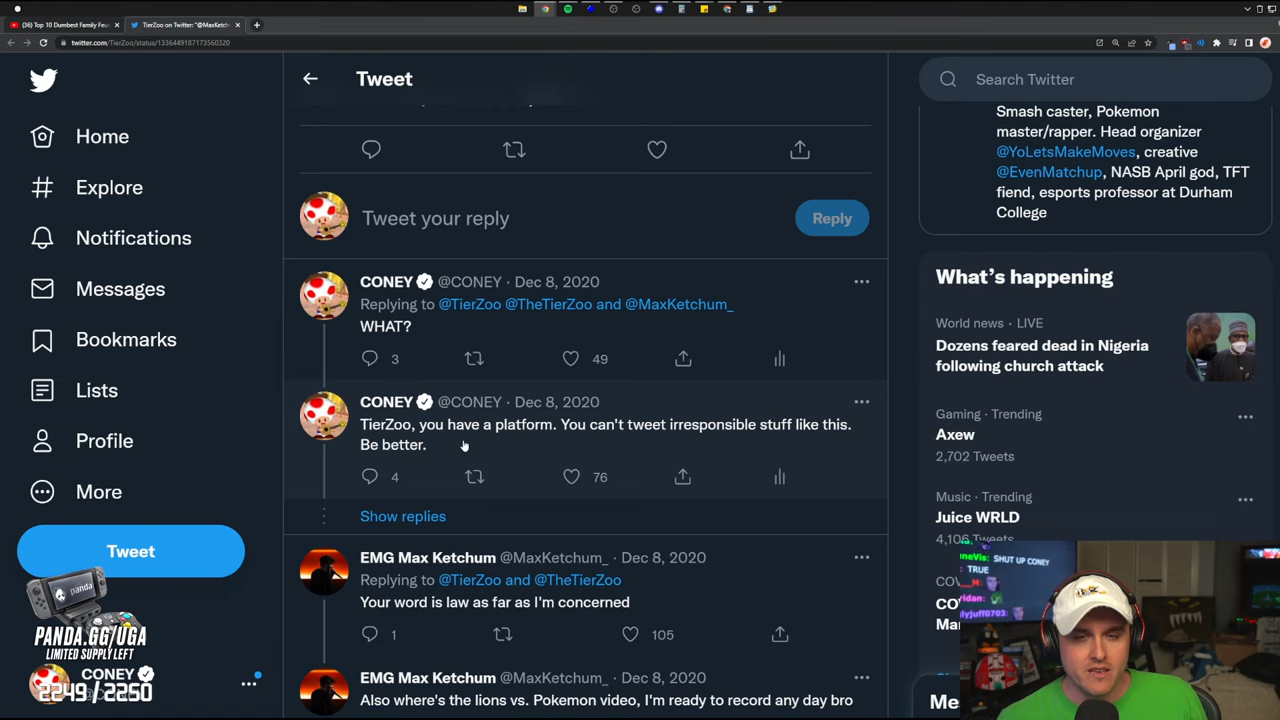 (36) Top 10 Dumbest Family Feu
TierZoo on Twitter: "@MaxKetch
twitter.com/TierZoo/status/1336449187173560320
Home
Explore
Notifications
Messages
Bookmarks
Lists
Profile
More
Tweet
panda
PANDA.GG/UGA
LIMITED SUPPLY LEFT
CONEY
2249/2250
Tweet
Tweet your reply
Reply
CONEY @CONEY · Dec 8, 2020
Replying to @TierZoo @TheTierZoo and @MaxKetchum_
WHAT?
3 49
CONEY @CONEY · Dec 8, 2020
TierZoo, you have a platform. You can't tweet irresponsible stuff like this.
Be better.
4 76
Show replies
EMG Max Ketchum @MaxKetchum_ · Dec 8, 2020
Replying to @TierZoo and @TheTierZoo
Your word is law as far as I'm concerned
1 105
EMG Max Ketchum @MaxKetchum_ · Dec 8, 2020
Also where's the lions vs. Pokemon video, I'm ready to record any day bro
Search Twitter
Smash caster, Pokemon
master/rapper. Head organizer
@YoLetsMakeMoves, creative
@EvenMatchup, NASB April god, TFT
fiend, esports professor at Durham
College
What's happening
World news · LIVE
Dozens feared dead in Nigeria
following church attack
Gaming · Trending
Axew
2,702 Tweets
Music · Trending
Juice WRLD
4,106 Tweets
SHUT UP CONEY
TRUE